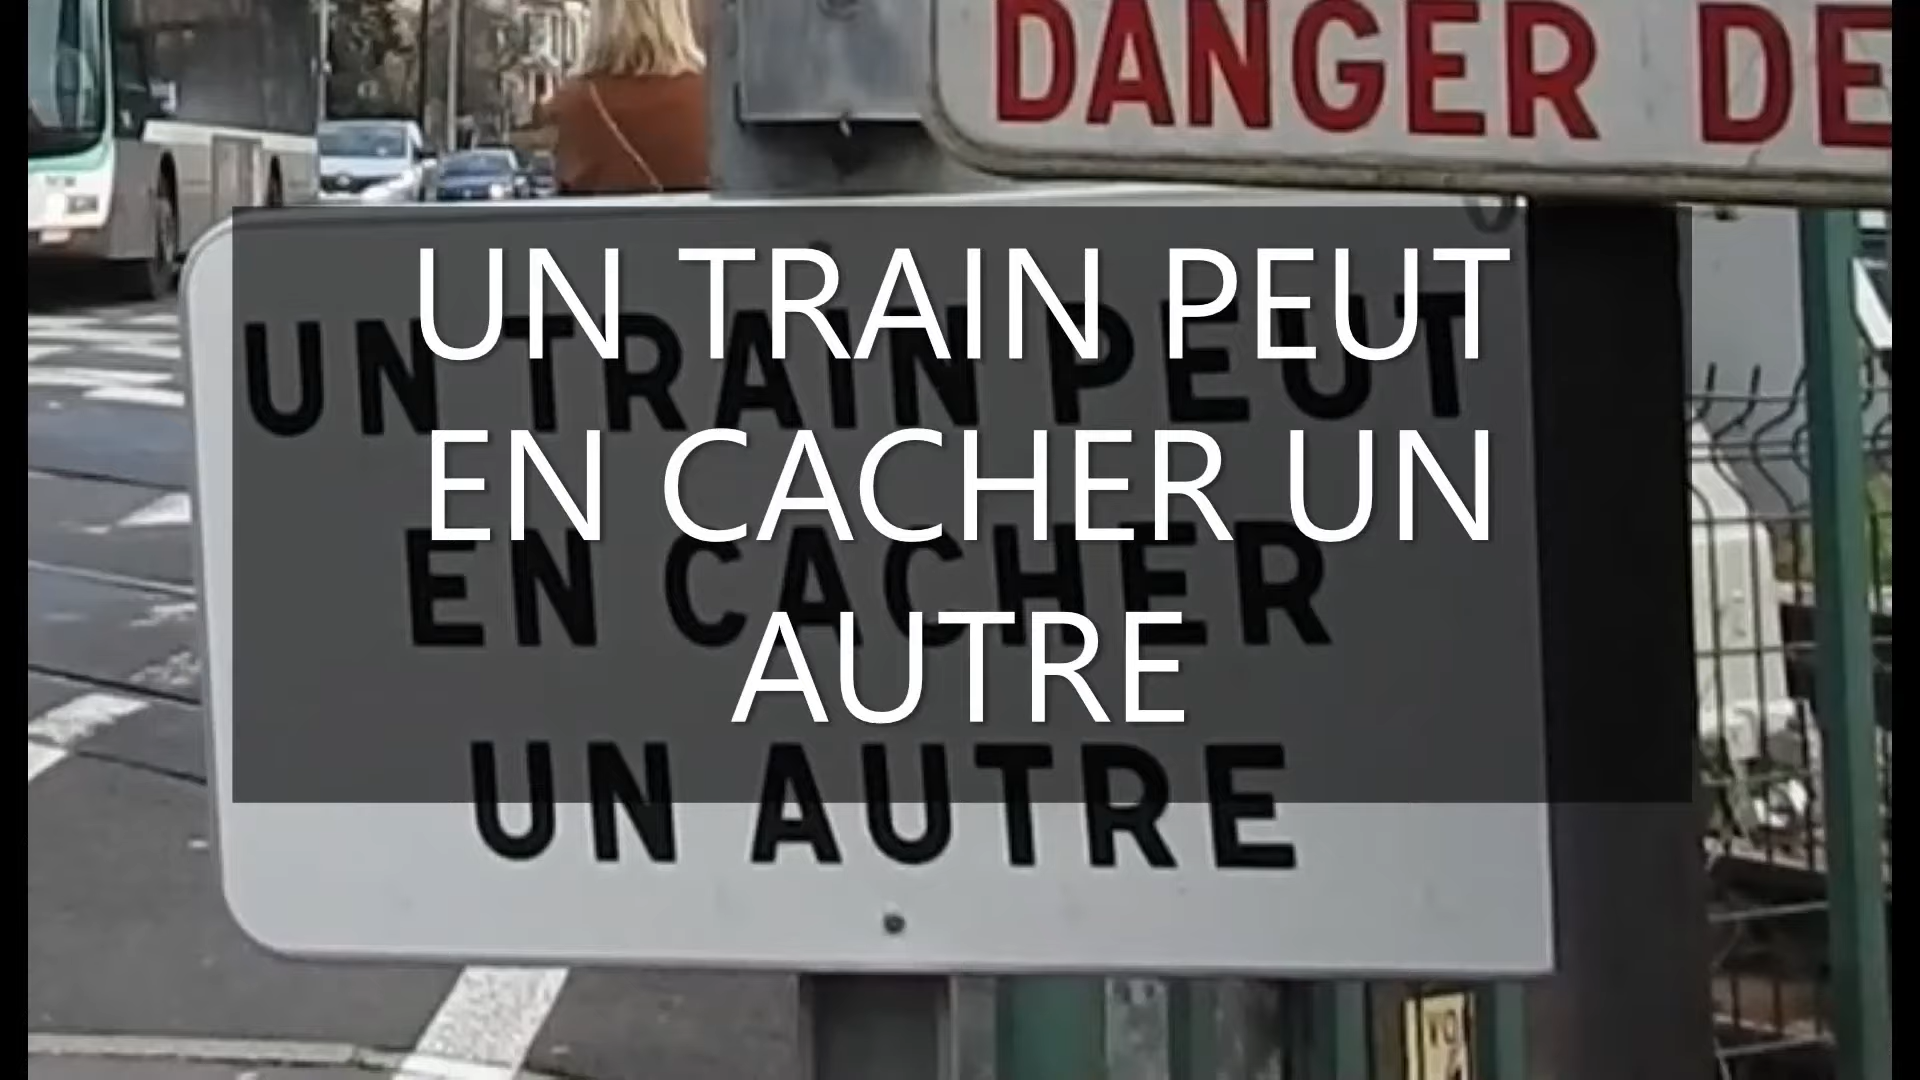 DANGER DE
UN TRAIN PEUT
EN CACHER UN
AUTRE
UN TRAIN PEUT
EN CACHER
UN AUTRE